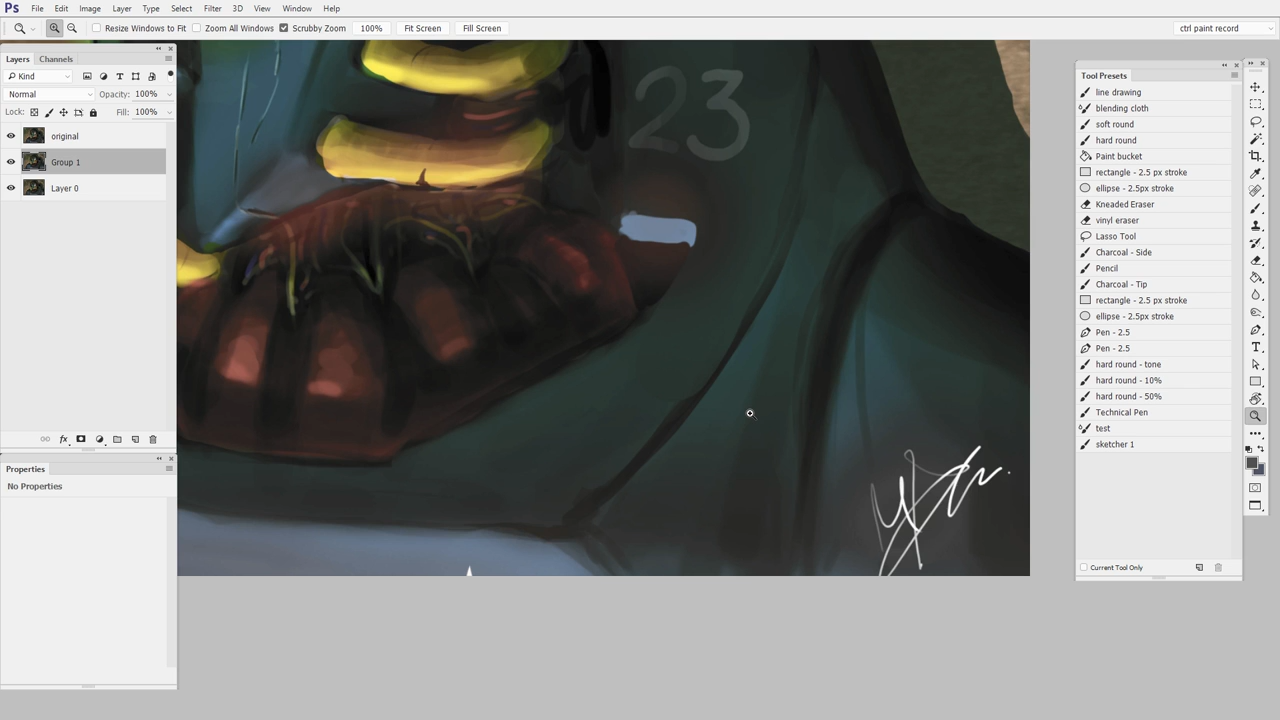 Ps File Edit Image Layer Type Select Filter 3D View Window Help
Resize Windows to Fit Zoom All Windows Scrubby Zoom 100% Fit Screen Fill Screen ctrl paint record
Layers Channels
Kind
Normal Opacity: 100%
Lock: Fill: 100%
original
Group 1
Layer 0
fx
Properties
No Properties
23
Tool Presets
line drawing
blending cloth
soft round
hard round
Paint bucket
rectangle - 2.5 px stroke
ellipse - 2.5px stroke
Kneaded Eraser
vinyl eraser
Lasso Tool
Charcoal - Side
Pencil
Charcoal - Tip
rectangle - 2.5 px stroke
ellipse - 2.5px stroke
Pen - 2.5
Pen - 2.5
hard round - tone
hard round - 10%
hard round - 50%
Technical Pen
test
sketcher 1
Current Tool Only